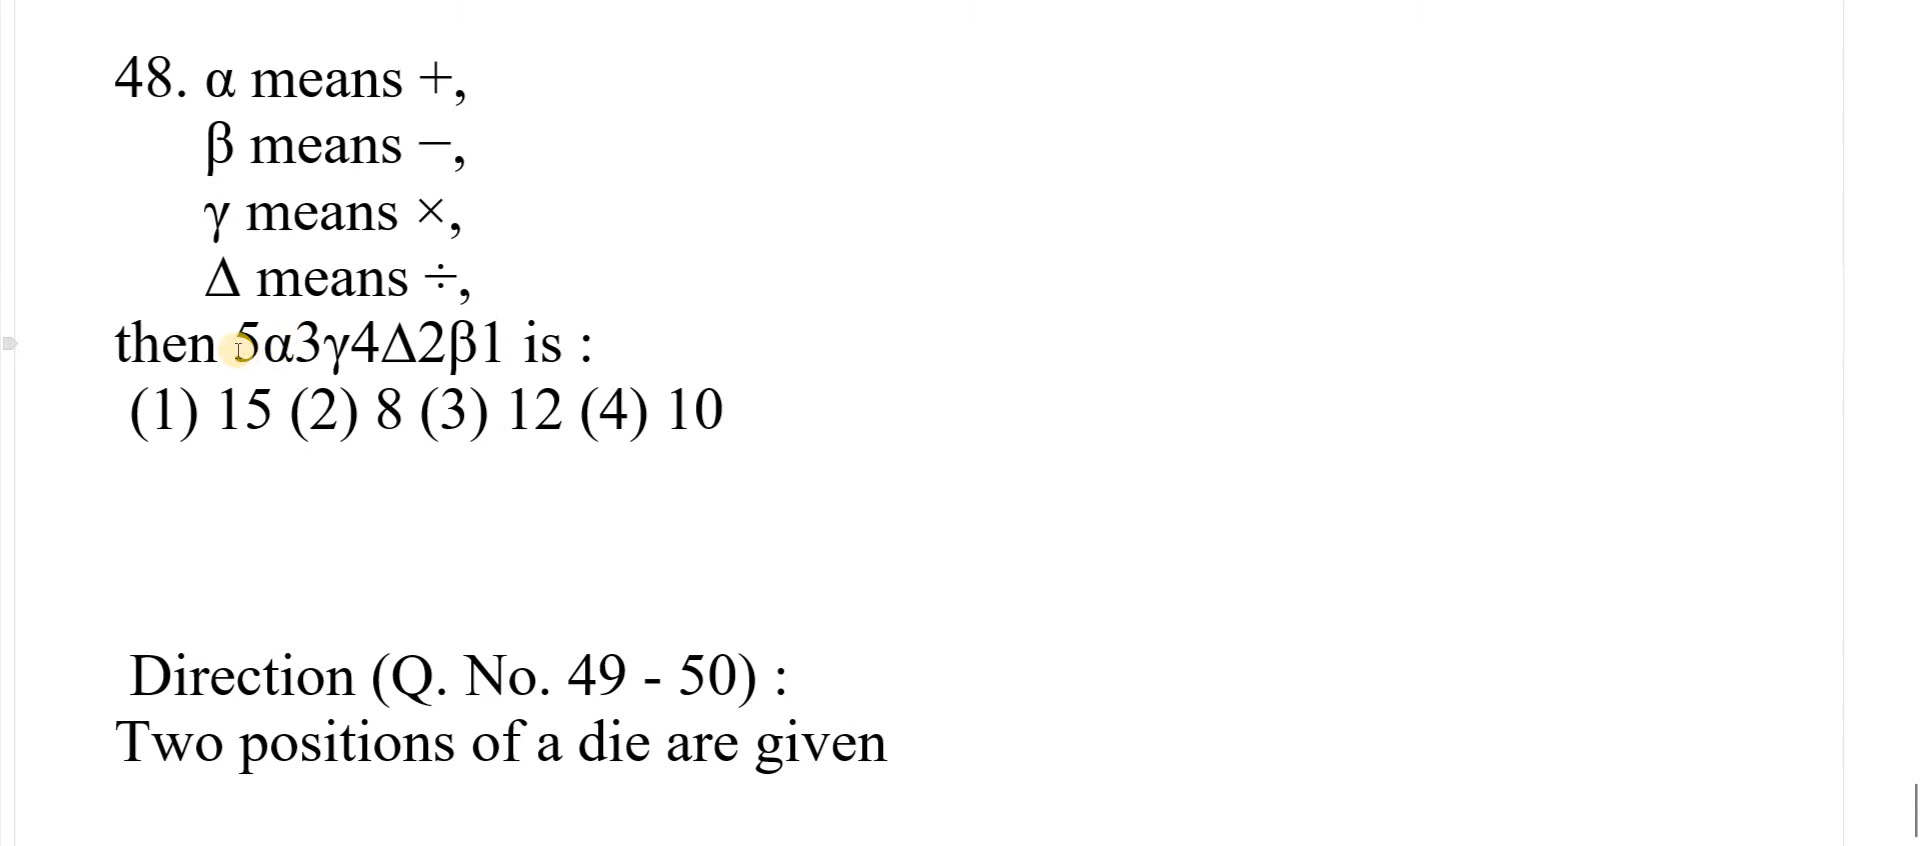 48. α means +,
β means −,
γ means ×,
Δ means ÷,
then 5α3γ4Δ2β1 is :
(1) 15 (2) 8 (3) 12 (4) 10
Direction (Q. No. 49 - 50) :
Two positions of a die are given